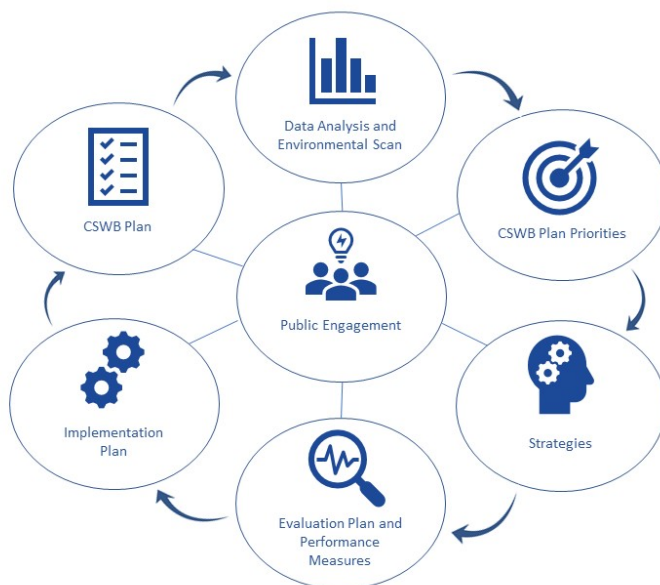 Data Analysis and
Environmental Scan
CSWB Plan
CSWB Plan Priorities
Public Engagement
Implementation
Plan
Strategies
Evaluation Plan and
Performance
Measures